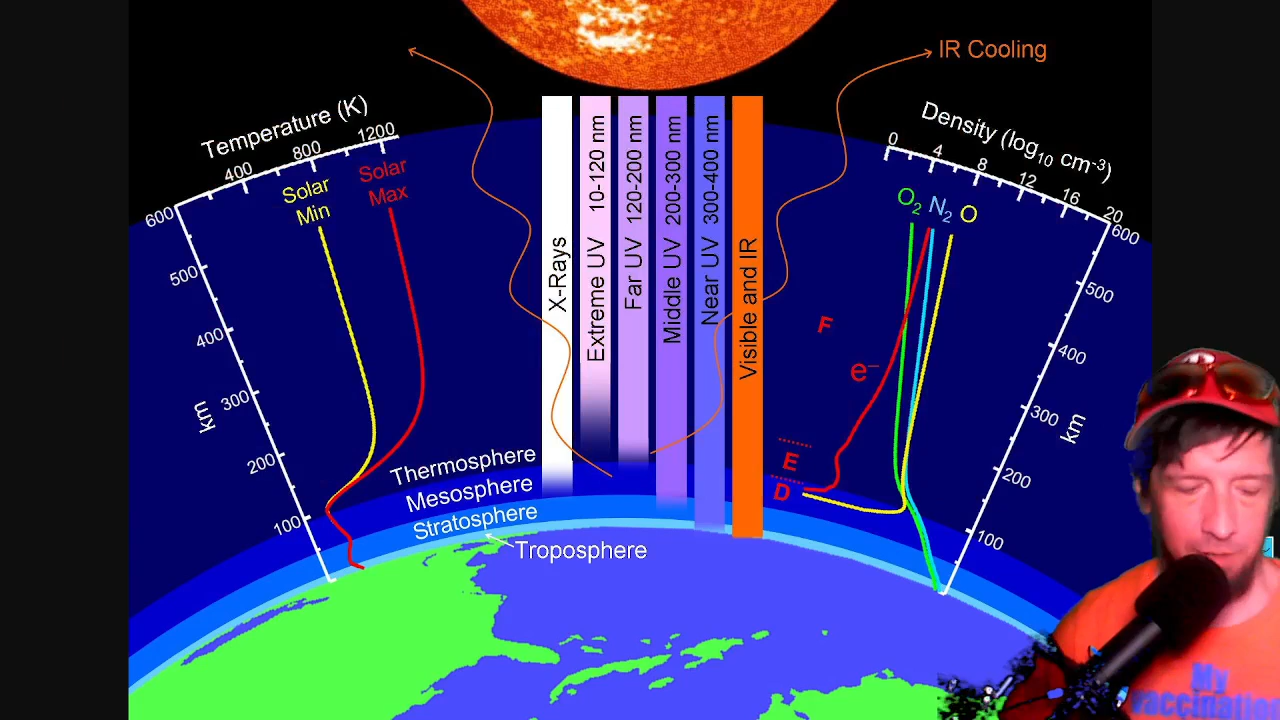 IR Cooling
Temperature (K)
400
800
1200
Solar
Min
Solar
Max
600
500
400
300
200
100
km
X-Rays
Extreme UV 10-120 nm
Far UV 120-200 nm
Middle UV 200-300 nm
Near UV 300-400 nm
Visible and IR
Density (log₁₀ cm⁻³)
0
4
8
12
16
20
O₂
N₂
O
F
e⁻
E
D
600
500
400
300
200
100
km
Thermosphere
Mesosphere
Stratosphere
Troposphere
My
vaccination